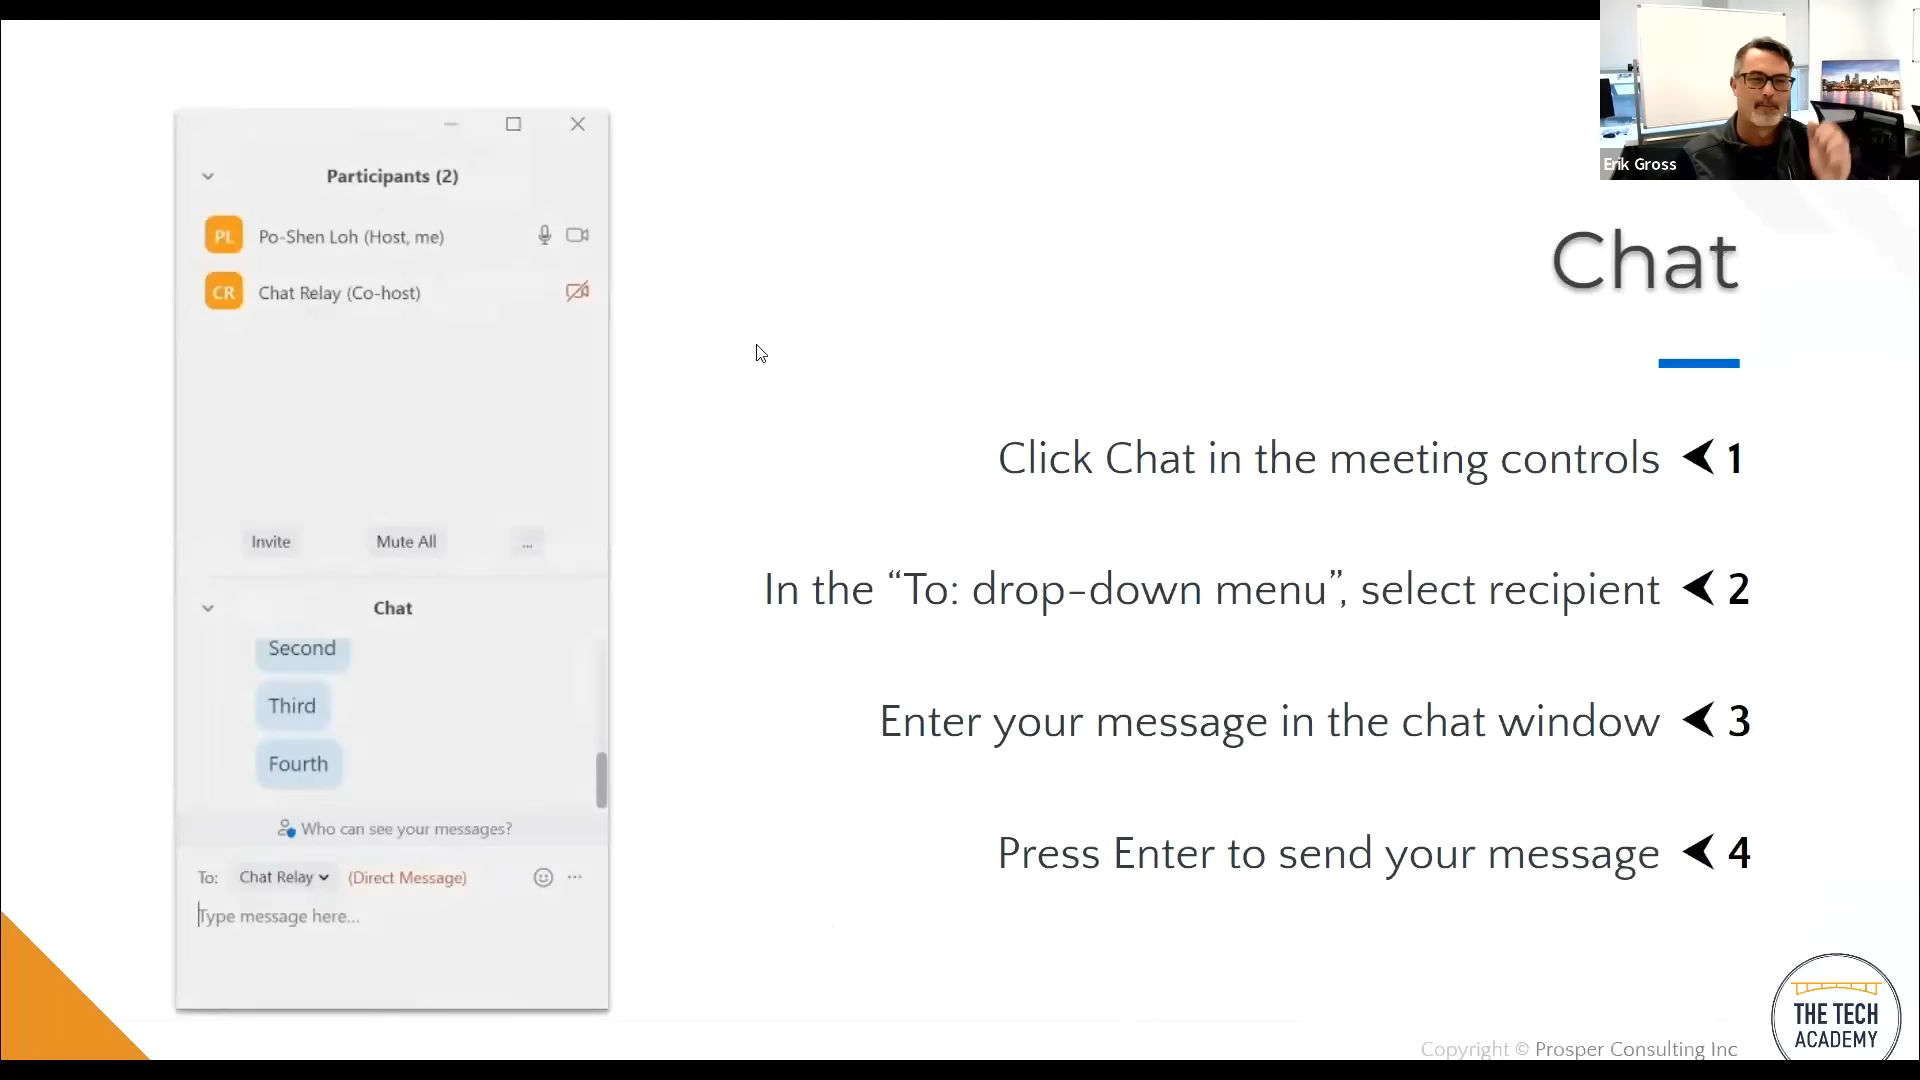 Erik Gross
Participants (2)
PL
Po-Shen Loh (Host, me)
CR
Chat Relay (Co-host)
Invite
Mute All
...
Chat
Second
Third
Fourth
Who can see your messages?
To: Chat Relay (Direct Message)
Type message here...
Chat
Click Chat in the meeting controls 1
In the “To: drop-down menu”, select recipient 2
Enter your message in the chat window 3
Press Enter to send your message 4
THE TECH
ACADEMY
Copyright © Prosper Consulting Inc